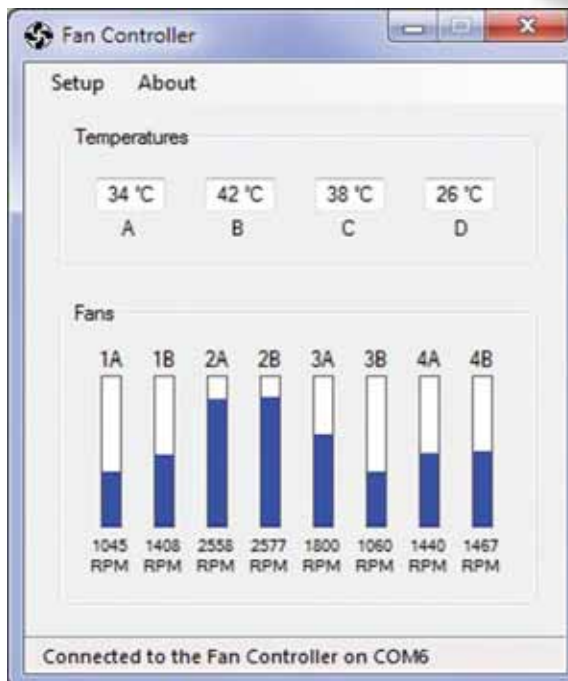 Fan Controller
Setup About
Temperatures
34 °C 42 °C 38 °C 26 °C
A B C D
Fans
1A 1B 2A 2B 3A 3B 4A 4B
1045 1408 2558 2577 1800 1060 1440 1467
RPM RPM RPM RPM RPM RPM RPM RPM
Connected to the Fan Controller on COM6